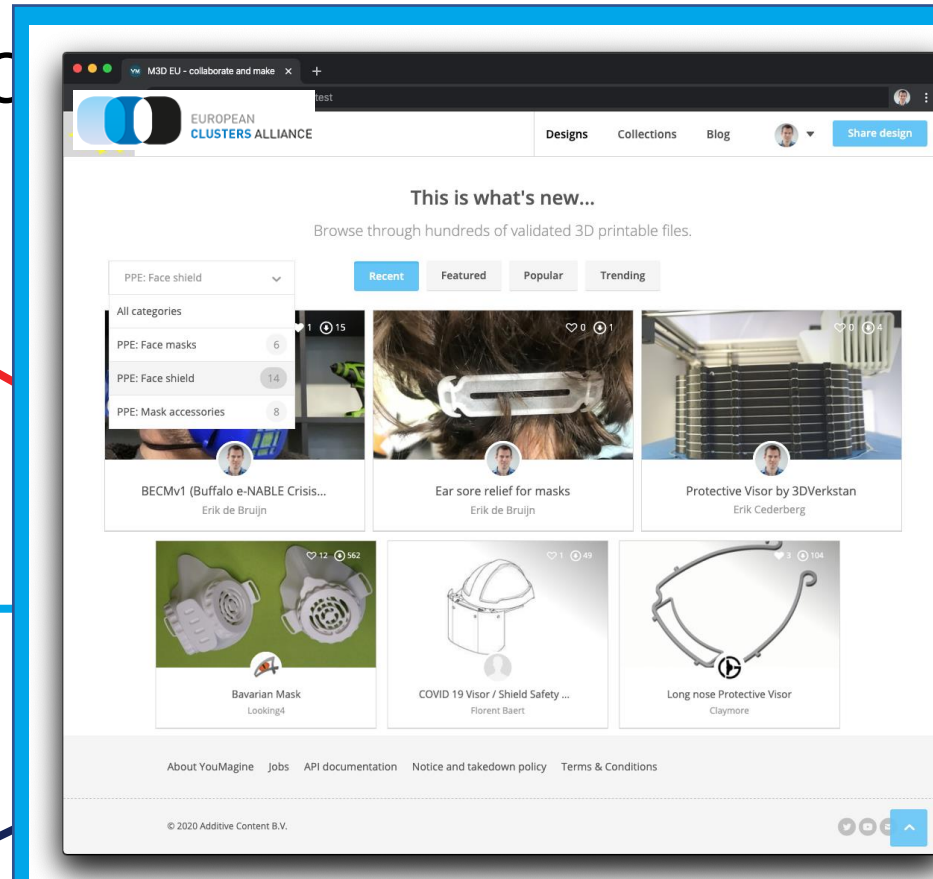 M3D EU - collaborate and make
test
EUROPEAN
CLUSTERS ALLIANCE
Designs Collections Blog Share design
This is what's new...
Browse through hundreds of validated 3D printable files.
PPE: Face shield
Recent Featured Popular Trending
All categories
PPE: Face masks 6
PPE: Face shield 14
PPE: Mask accessories 8
1 15
0 1
0 4
BECMv1 (Buffalo e-NABLE Crisis...
Erik de Bruijn
Ear sore relief for masks
Erik de Bruijn
Protective Visor by 3DVerkstan
Erik Cederberg
12 562
1 49
3 104
Bavarian Mask
Looking4
COVID 19 Visor / Shield Safety ...
Florent Baert
Long nose Protective Visor
Claymore
About YouMagine Jobs API documentation Notice and takedown policy Terms & Conditions
© 2020 Additive Content B.V.